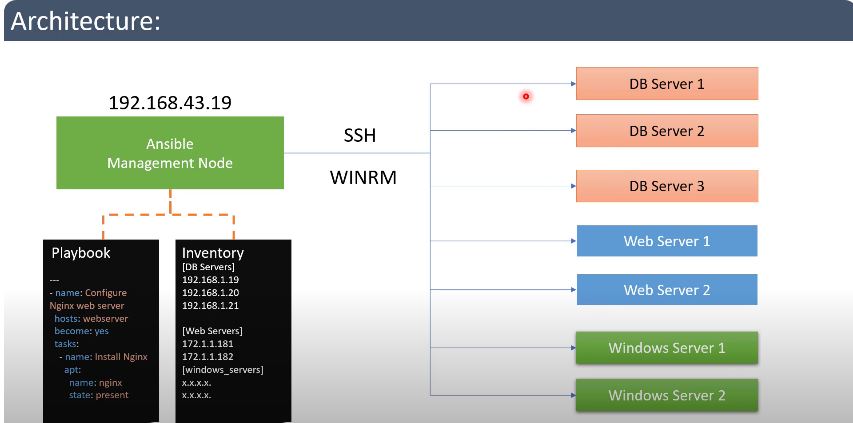 Architecture:
192.168.43.19
Ansible
Management Node
SSH
WINRM
DB Server 1
DB Server 2
DB Server 3
Web Server 1
Web Server 2
Windows Server 1
Windows Server 2
Playbook
---
- name: Configure
Nginx web server
hosts: webserver
become: yes
tasks:
- name: Install Nginx
apt:
name: nginx
state: present
Inventory
[DB Servers]
192.168.1.19
192.168.1.20
192.168.1.21
[Web Servers]
172.1.1.181
172.1.1.182
[windows_servers]
x.x.x.x.
x.x.x.x.